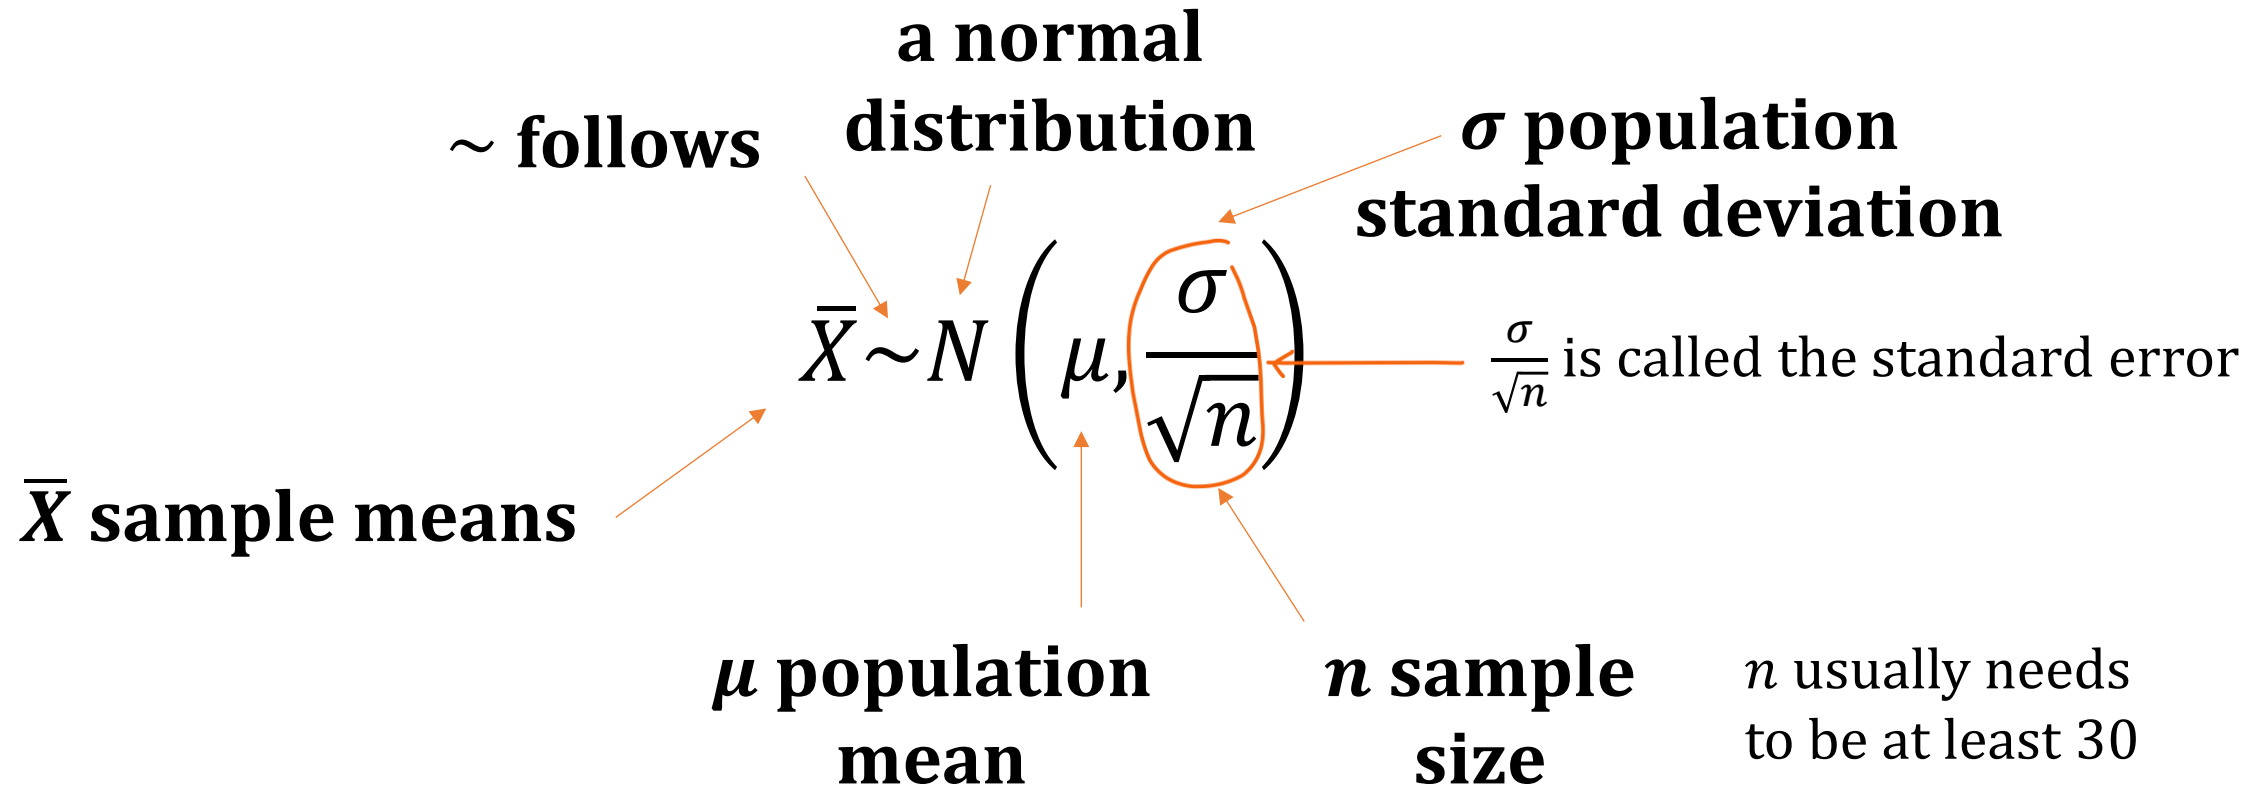 a normal
distribution
~ follows
σ population
standard deviation
X̅~N(μ, σ/√n)
σ/√n is called the standard error
X̅ sample means
μ population
mean
n sample
size
n usually needs
to be at least 30